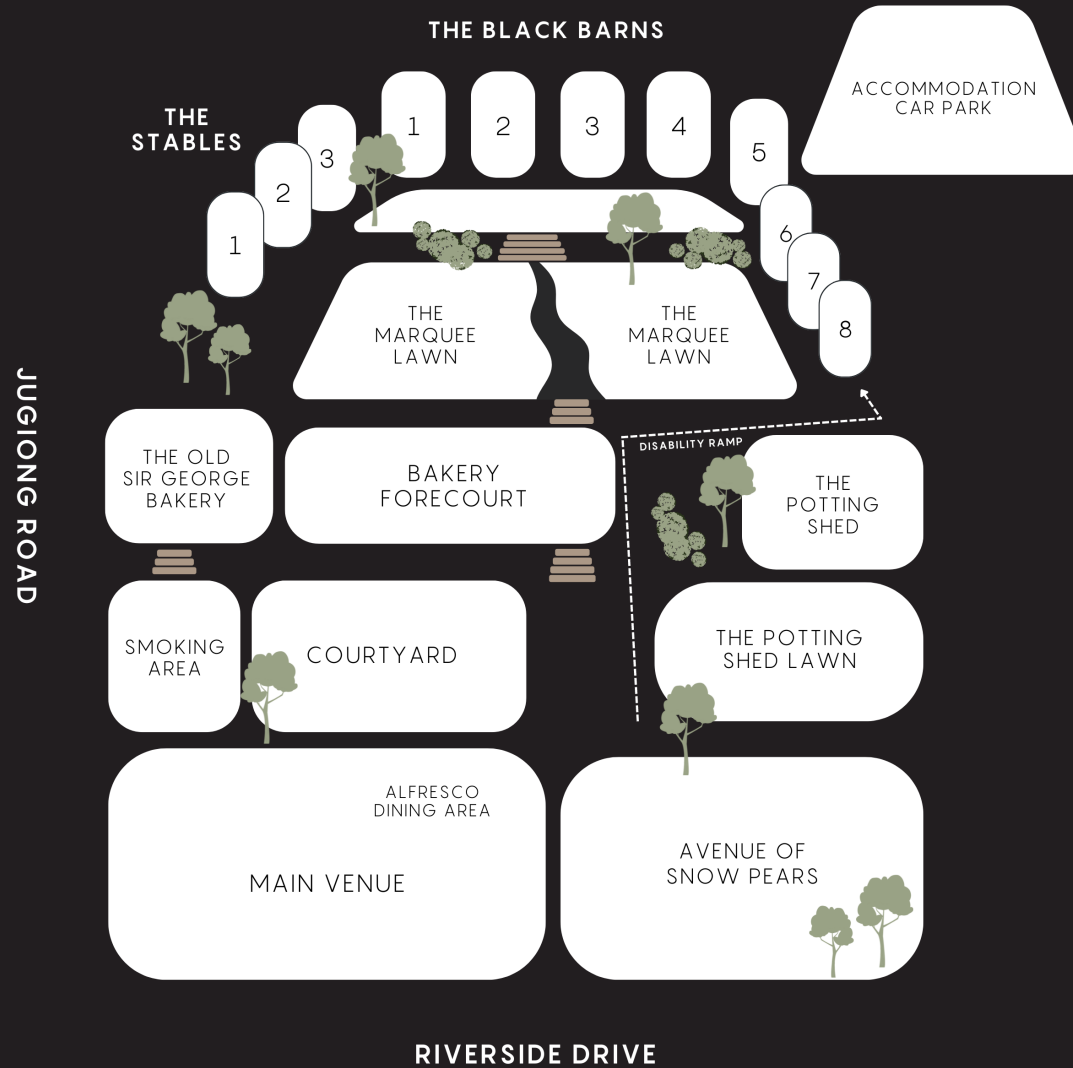 THE BLACK BARNS
ACCOMMODATION
CAR PARK
THE
STABLES
1
2
3
1
2
3
4
5
6
7
8
THE
MARQUEE
LAWN
THE
MARQUEE
LAWN
JUGIONG ROAD
THE OLD
SIR GEORGE
BAKERY
BAKERY
FORECOURT
DISABILITY RAMP
THE
POTTING
SHED
SMOKING
AREA
COURTYARD
THE POTTING
SHED LAWN
ALFRESCO
DINING AREA
MAIN VENUE
AVENUE OF
SNOW PEARS
RIVERSIDE DRIVE